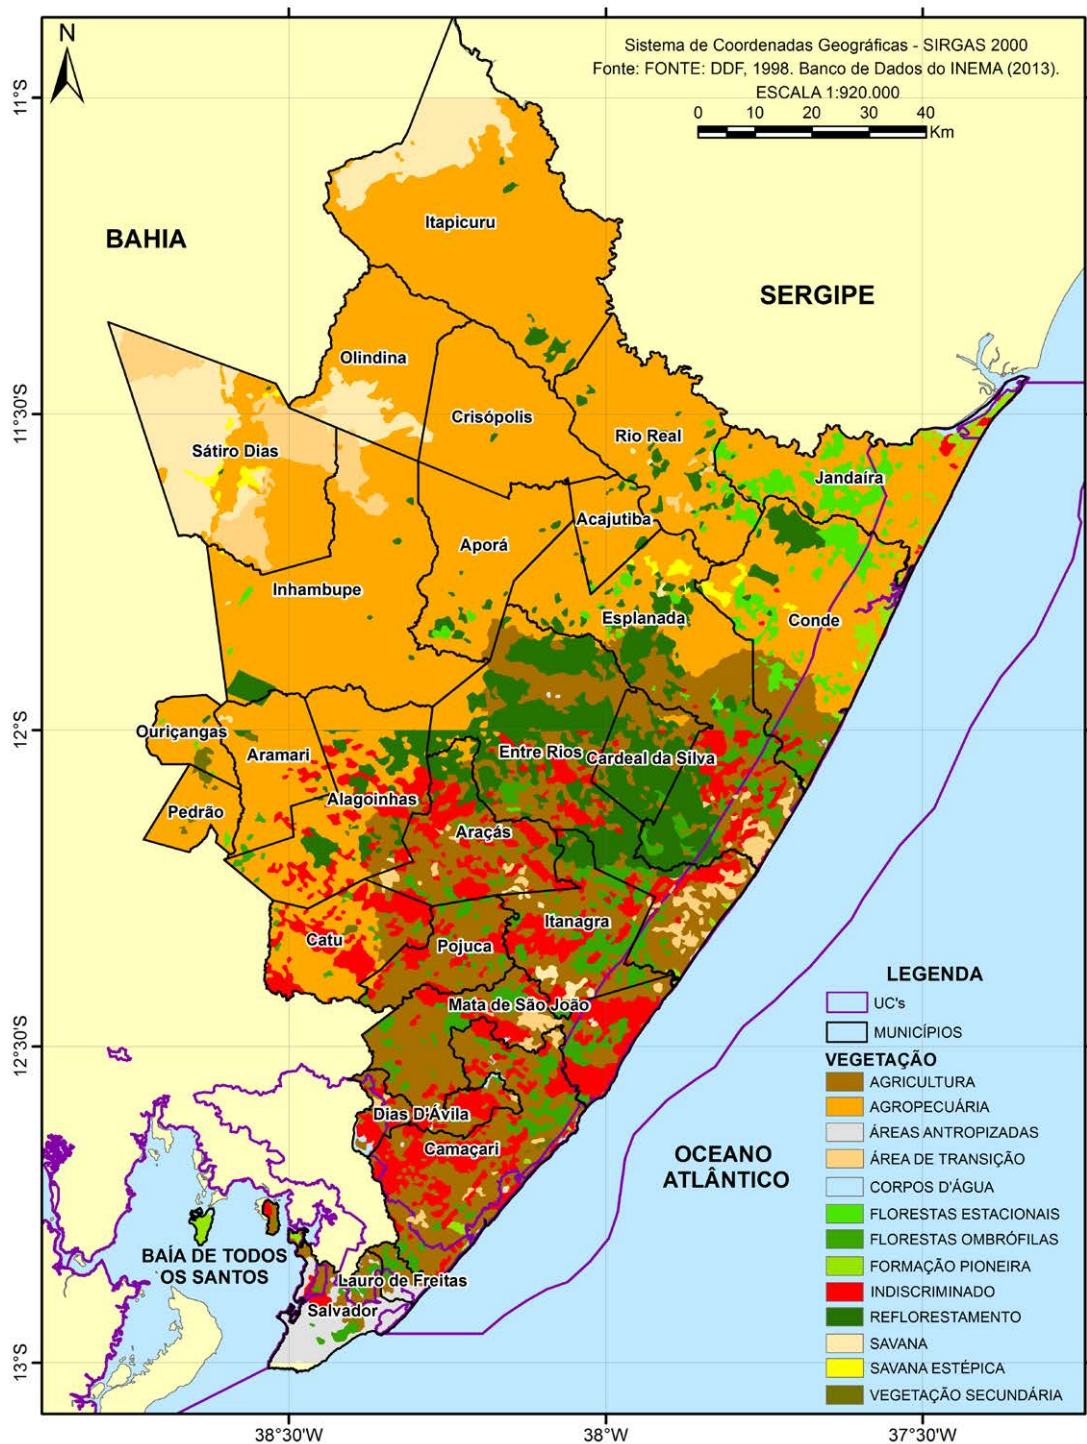 N
Sistema de Coordenadas Geográficas - SIRGAS 2000
Fonte: FONTE: DDF, 1998. Banco de Dados do INEMA (2013).
ESCALA 1:920.000
0 10 20 30 40
Km
11°S
BAHIA
Itapicuru
SERGIPE
Olindina
11°30'S
Crisópolis
Rio Real
Sátiro Dias
Jandaíra
Acajutiba
Aporá
Inhambupe
Esplanada
Conde
12°S
Ouriçangas
Aramari
Entre Rios
Cardeal da Silva
Pedrão
Alagoinhas
Araçás
Itanagra
Catu
Pojuca
Mata de São João
12°30'S
Dias D'Ávila
Camaçari
OCEANO
ATLÂNTICO
BAÍA DE TODOS
OS SANTOS
Lauro de Freitas
Salvador
13°S
LEGENDA
UC's
MUNICÍPIOS
VEGETAÇÃO
AGRICULTURA
AGROPECUÁRIA
ÁREAS ANTROPIZADAS
ÁREA DE TRANSIÇÃO
CORPOS D'ÁGUA
FLORESTAS ESTACIONAIS
FLORESTAS OMBRÓFILAS
FORMAÇÃO PIONEIRA
INDISCRIMINADO
REFLORESTAMENTO
SAVANA
SAVANA ESTÉPICA
VEGETAÇÃO SECUNDÁRIA
38°30'W
38°W
37°30'W